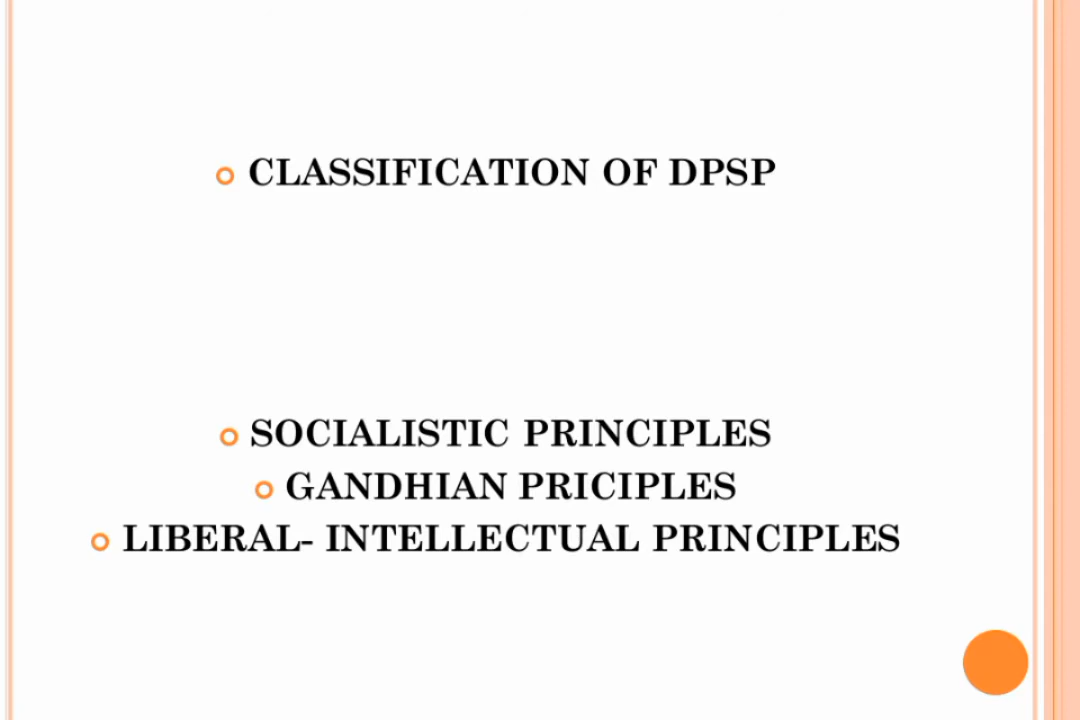 CLASSIFICATION OF DPSP
SOCIALISTIC PRINCIPLES
GANDHIAN PRICIPLES
LIBERAL- INTELLECTUAL PRINCIPLES